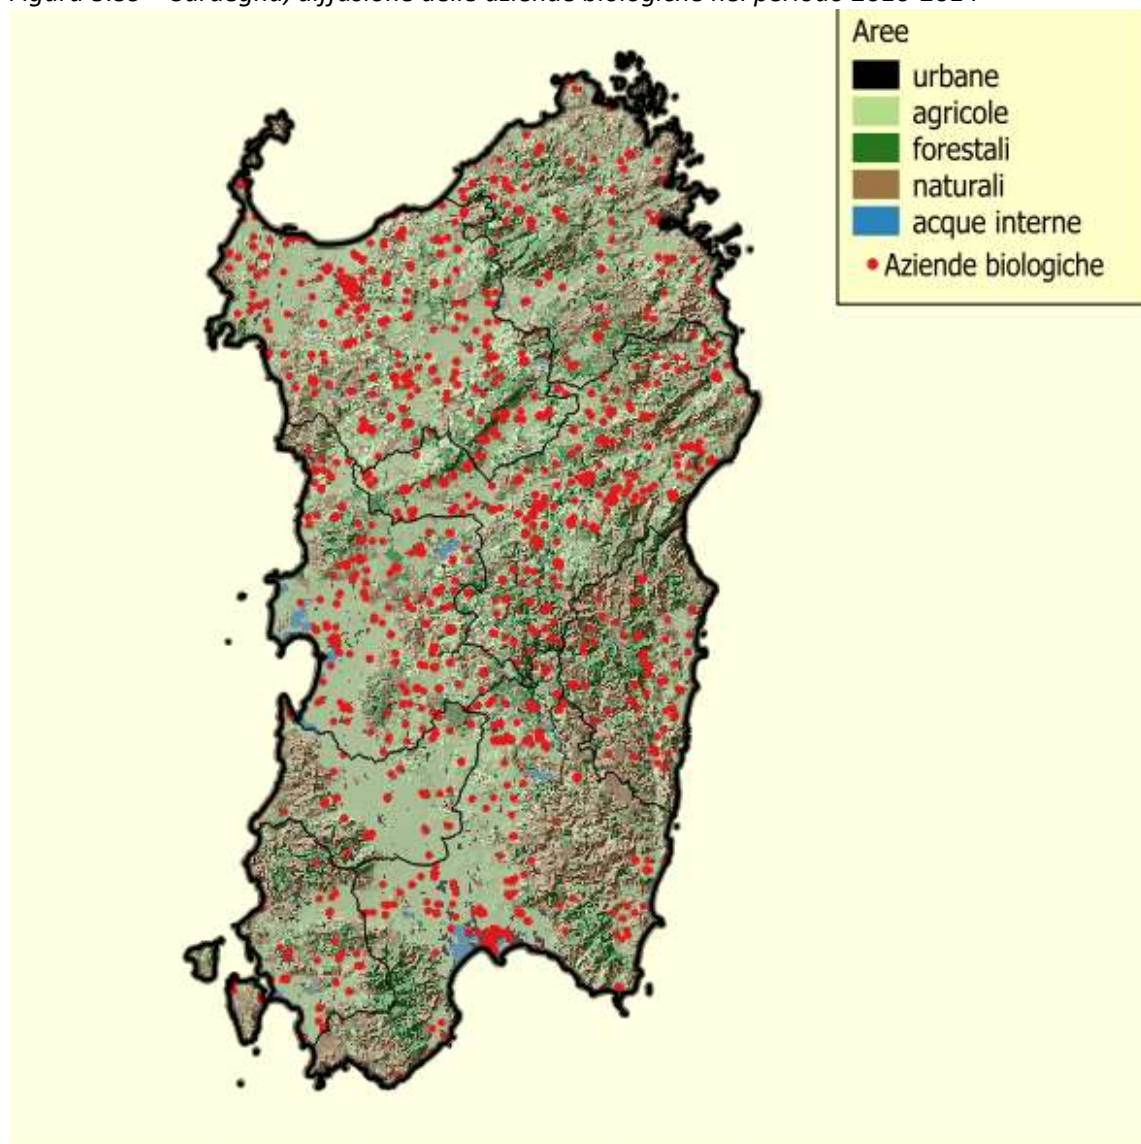 Aree
urbane
agricole
forestali
naturali
acque interne
Aziende biologiche